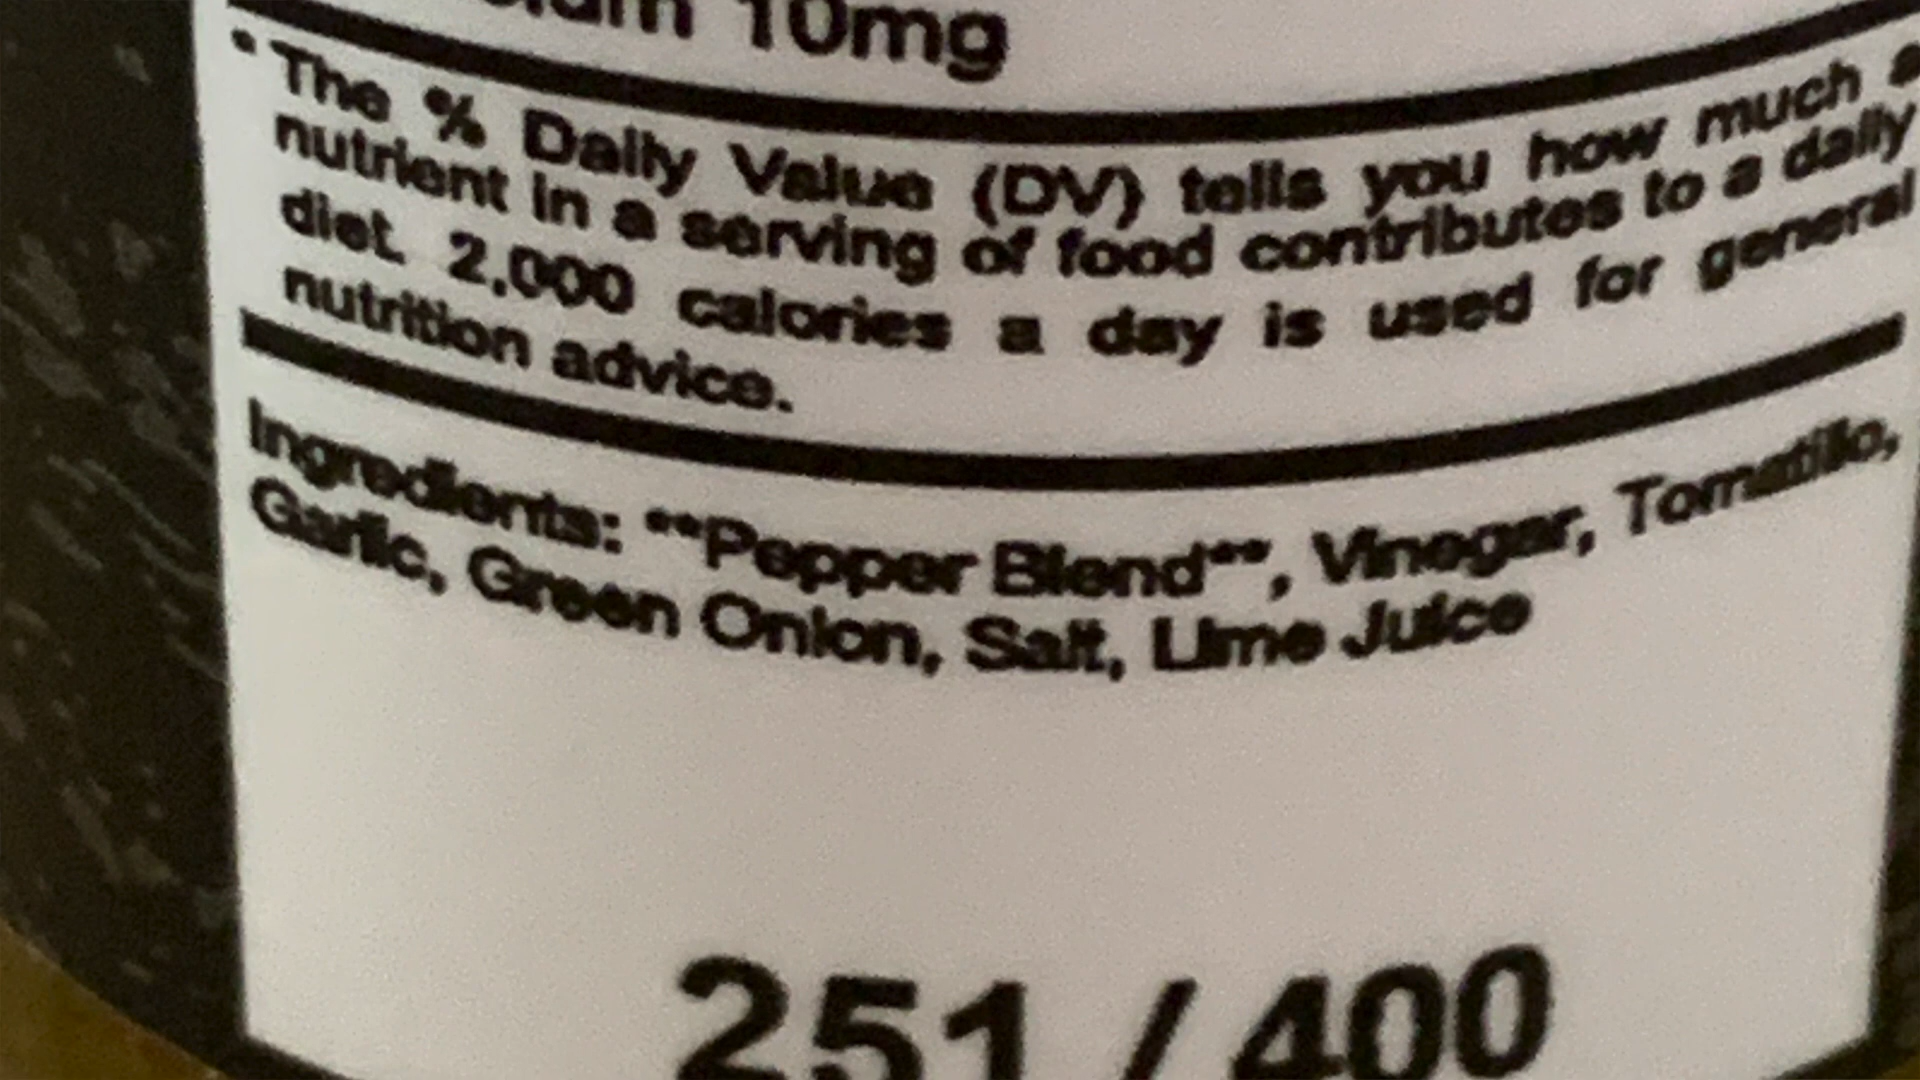 10mg
* The % Daily Value (DV) tells you how much a
nutrient in a serving of food contributes to a daily
diet. 2,000 calories a day is used for general
nutrition advice.
Ingredients: **Pepper Blend**, Vinegar, Tomatillo,
Garlic, Green Onion, Salt, Lime Juice
251 / 400